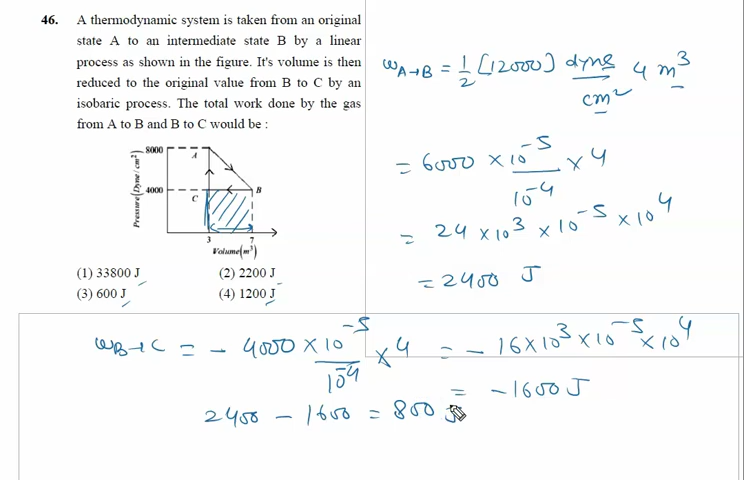 46. A thermodynamic system is taken from an original
state A to an intermediate state B by a linear
process as shown in the figure. It's volume is then
reduced to the original value from B to C by an
isobaric process. The total work done by the gas
from A to B and B to C would be :
Pressure(Dyne/cm²)
8000
A
4000
C
B
3
7
Volume(m³)
(1) 33800 J
(2) 2200 J
(3) 600 J
(4) 1200 J
W_A→B = 1/2 [12000] dyne/cm² 4 m³
= 6000 × 10⁻⁵/10⁻⁴ × 4
= 24 × 10³ × 10⁻⁵ × 10⁴
= 2400 J
W_B→C = - 4000 × 10⁻⁵/10⁻⁴ × 4 = - 16 × 10³ × 10⁻⁵ × 10⁴
= - 1600 J
2400 - 1600 = 800 J